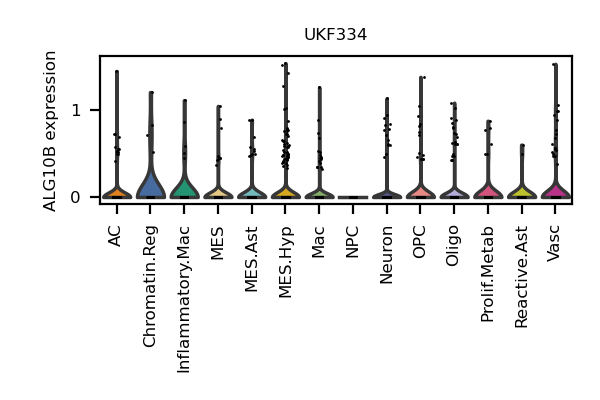 UKF334
ALG10B expression
1
0
AC
Chromatin.Reg
Inflammatory.Mac
MES
MES.Ast
MES.Hyp
Mac
NPC
Neuron
OPC
Oligo
Prolif.Metab
Reactive.Ast
Vasc